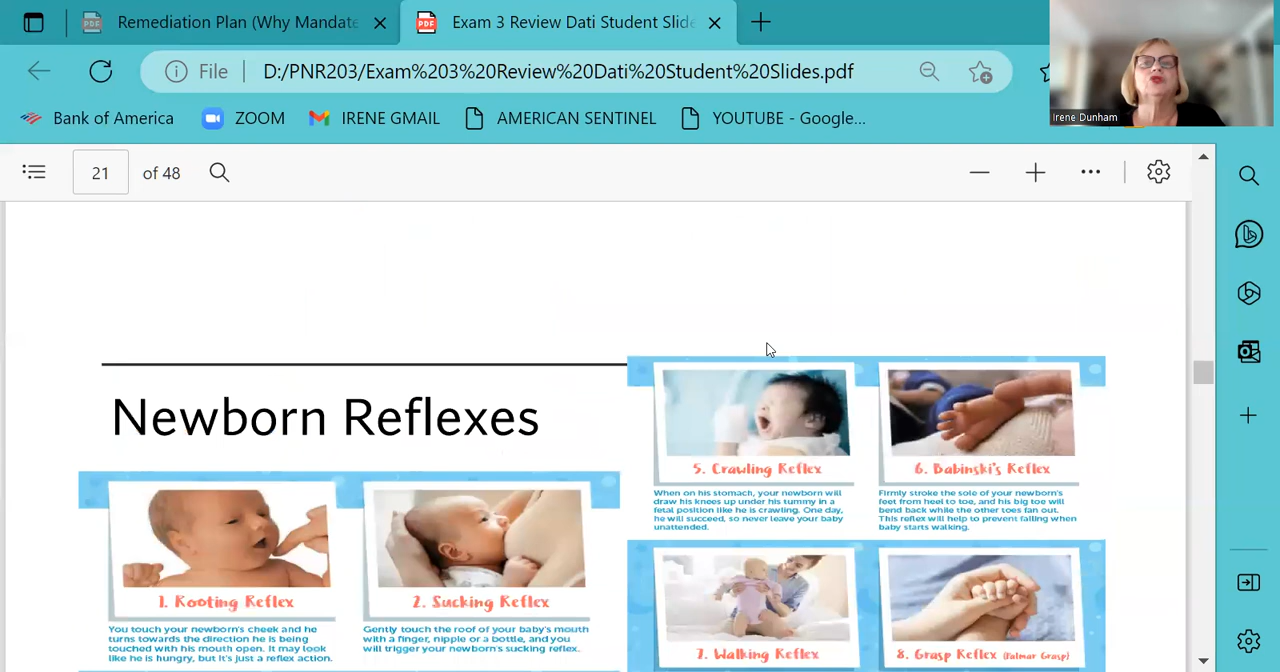 Remediation Plan (Why Mandate
Exam 3 Review Dati Student Slide
File
D:/PNR203/Exam%203%20Review%20Dati%20Student%20Slides.pdf
Bank of America
ZOOM
IRENE GMAIL
AMERICAN SENTINEL
YOUTUBE - Google...
Irene Dunham
21 of 48
Newborn Reflexes
5. Crawling Reflex
When on his stomach, your newborn will
draw his knees up under his tummy in a
fetal position like he is crawling. One day,
he will succeed, so never leave your baby
unattended.
6. Babinski's Reflex
Firmly stroke the sole of your newborn's
feet from heel to toe, and his big toe will
bend back while the other toes fan out.
This reflex will help to prevent falling when
baby starts walking.
1. Rooting Reflex
You touch your newborn's cheek and he
turns towards the direction he is being
touched with his mouth open. It may look
like he is hungry, but it's just a reflex action.
2. Sucking Reflex
Gently touch the roof of your baby's mouth
with a finger, nipple or a bottle, and you
will trigger your newborn's sucking reflex.
7. Walking Reflex
8. Grasp Reflex (Palmar Grasp)